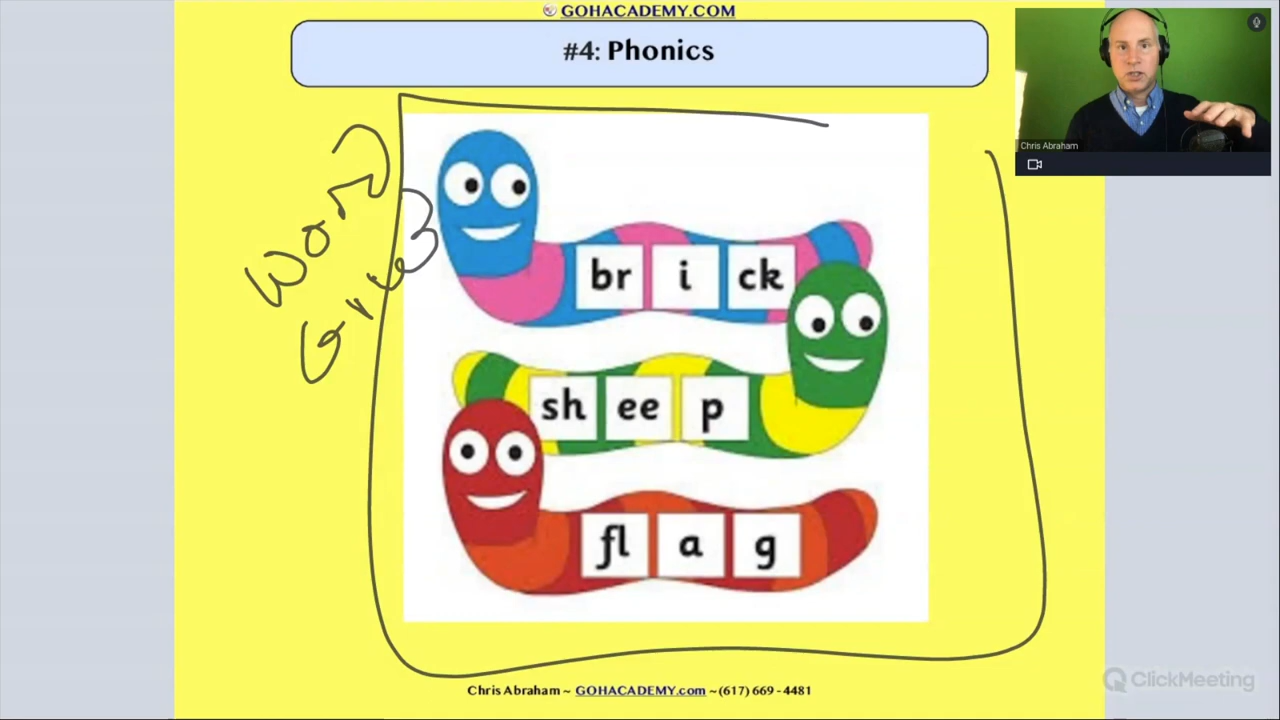 GOHACADEMY.COM
#4: Phonics
Chris Abraham
Word
br i ck
sh ee p
fl a g
Chris Abraham ~ GOHACADEMY.com ~(617) 669 - 4481
ClickMeeting